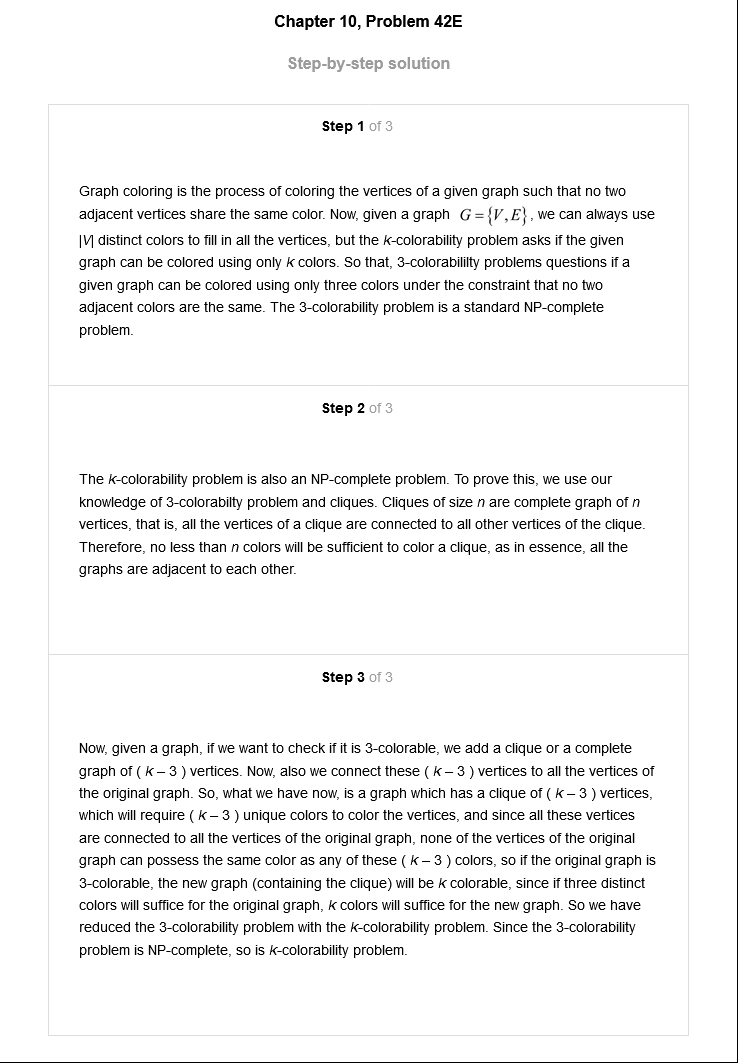 Chapter 10, Problem 42E
Step-by-step solution
Step 1 of 3
Graph coloring is the process of coloring the vertices of a given graph such that no two
adjacent vertices share the same color. Now, given a graph G = {V, E}, we can always use
|V| distinct colors to fill in all the vertices, but the k-colorability problem asks if the given
graph can be colored using only k colors. So that, 3-colorabililty problems questions if a
given graph can be colored using only three colors under the constraint that no two
adjacent colors are the same. The 3-colorability problem is a standard NP-complete
problem.
Step 2 of 3
The k-colorability problem is also an NP-complete problem. To prove this, we use our
knowledge of 3-colorabilty problem and cliques. Cliques of size n are complete graph of n
vertices, that is, all the vertices of a clique are connected to all other vertices of the clique.
Therefore, no less than n colors will be sufficient to color a clique, as in essence, all the
graphs are adjacent to each other.
Step 3 of 3
Now, given a graph, if we want to check if it is 3-colorable, we add a clique or a complete
graph of ( k – 3 ) vertices. Now, also we connect these ( k – 3 ) vertices to all the vertices of
the original graph. So, what we have now, is a graph which has a clique of ( k – 3 ) vertices,
which will require ( k – 3 ) unique colors to color the vertices, and since all these vertices
are connected to all the vertices of the original graph, none of the vertices of the original
graph can possess the same color as any of these ( k – 3 ) colors, so if the original graph is
3-colorable, the new graph (containing the clique) will be k colorable, since if three distinct
colors will suffice for the original graph, k colors will suffice for the new graph. So we have
reduced the 3-colorability problem with the k-colorability problem. Since the 3-colorability
problem is NP-complete, so is k-colorability problem.